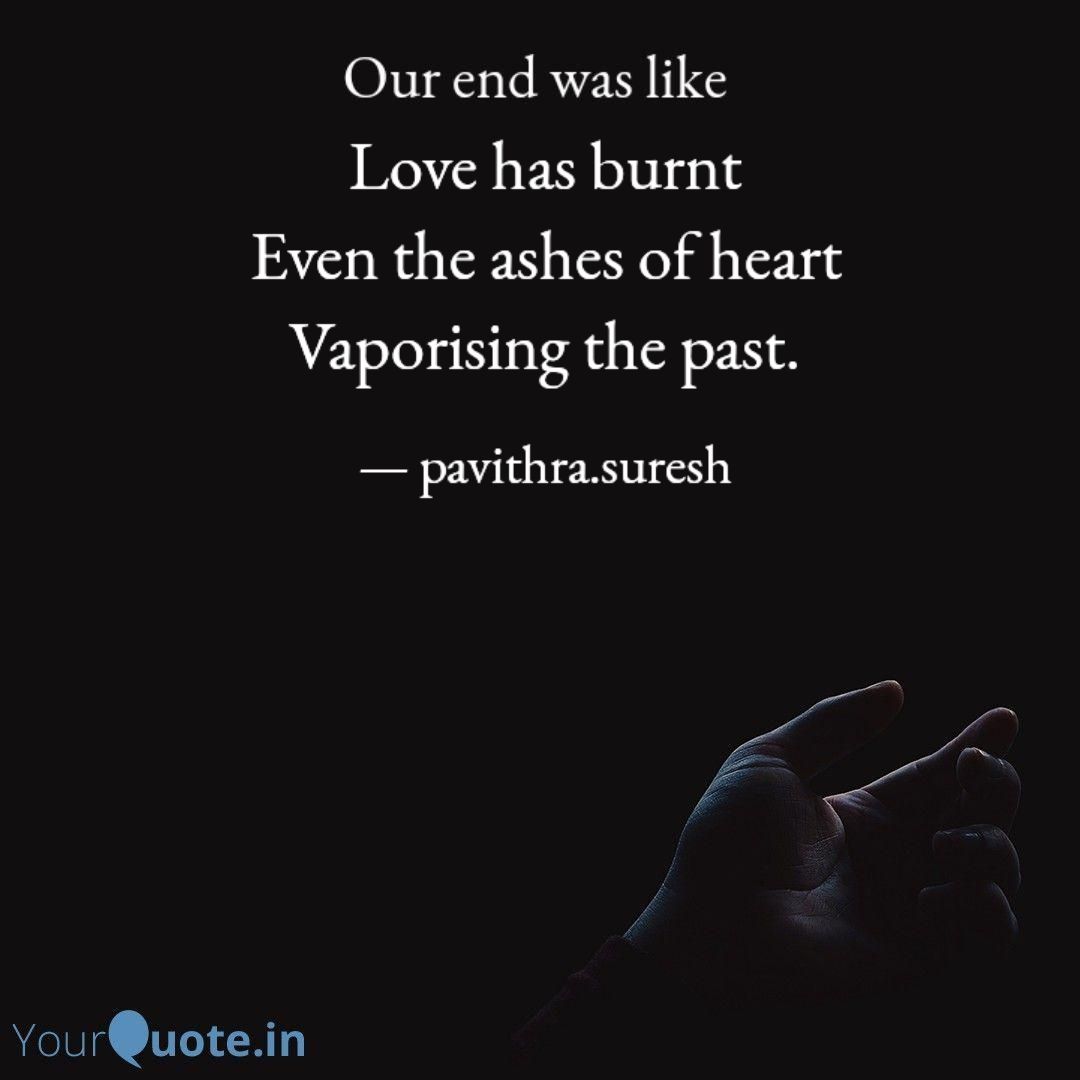 Our end was like
Love has burnt
Even the ashes of heart
Vaporising the past.
— pavithra.suresh
YourQuote.in